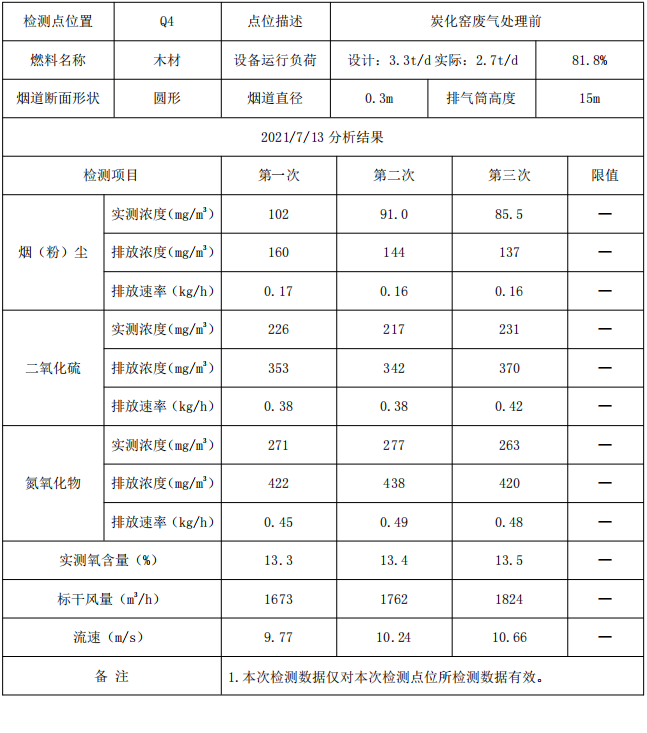 检测点位置 Q4 点位描述 炭化窑废气处理前
燃料名称 木材 设备运行负荷 设计：3.3t/d 实际：2.7t/d 81.8%
烟道断面形状 圆形 烟道直径 0.3m 排气筒高度 15m
2021/7/13 分析结果
检测项目 第一次 第二次 第三次 限值
烟（粉）尘
实测浓度(mg/m³) 102 91.0 85.5 —
排放浓度(mg/m³) 160 144 137 —
排放速率（kg/h） 0.17 0.16 0.16 —
二氧化硫
实测浓度(mg/m³) 226 217 231 —
排放浓度(mg/m³) 353 342 370 —
排放速率（kg/h） 0.38 0.38 0.42 —
氮氧化物
实测浓度(mg/m³) 271 277 263 —
排放浓度(mg/m³) 422 438 420 —
排放速率（kg/h） 0.45 0.49 0.48 —
实测氧含量（%） 13.3 13.4 13.5 —
标干风量（m³/h） 1673 1762 1824 —
流速（m/s） 9.77 10.24 10.66 —
备 注 1.本次检测数据仅对本次检测点位所检测数据有效。